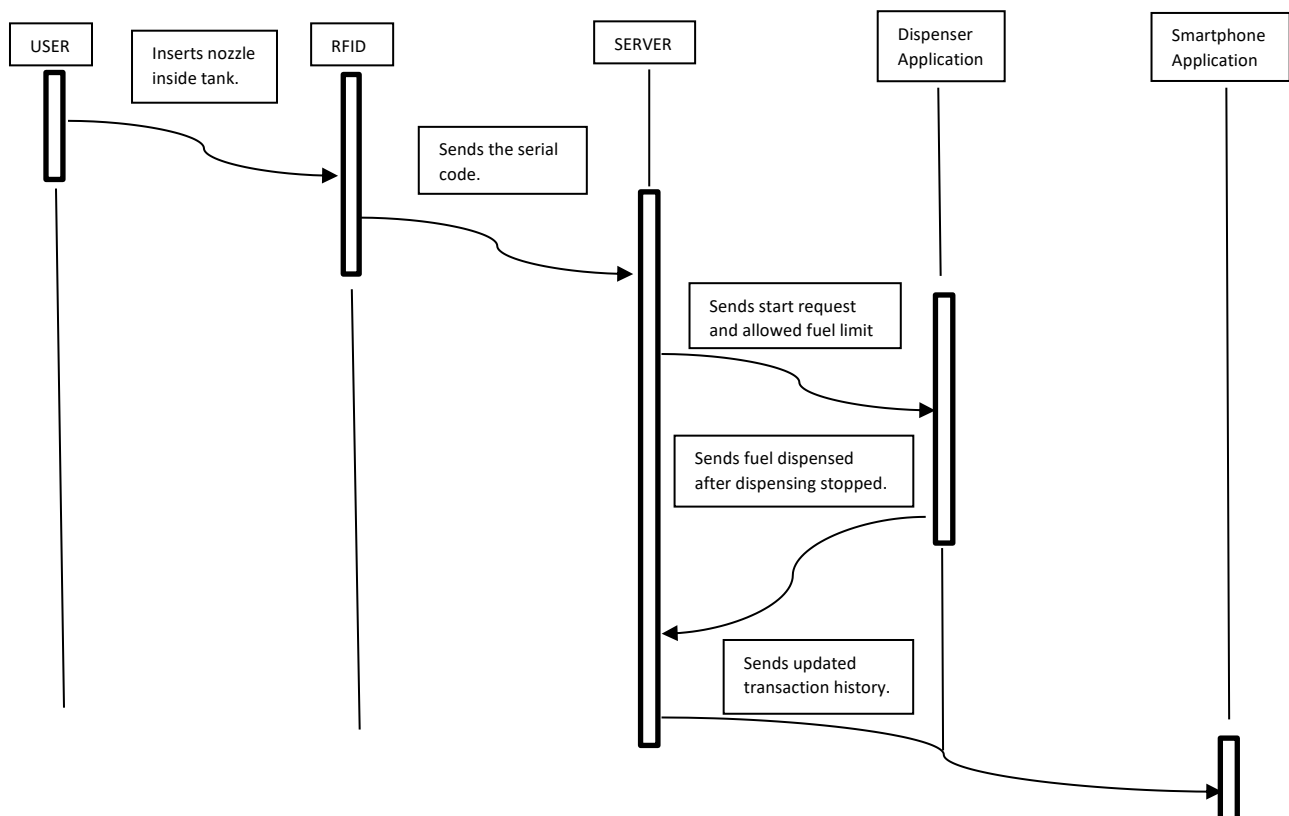 USER
RFID
SERVER
Dispenser
Application
Smartphone
Application
Inserts nozzle
inside tank.
Sends the serial
code.
Sends start request
and allowed fuel limit
Sends fuel dispensed
after dispensing stopped.
Sends updated
transaction history.